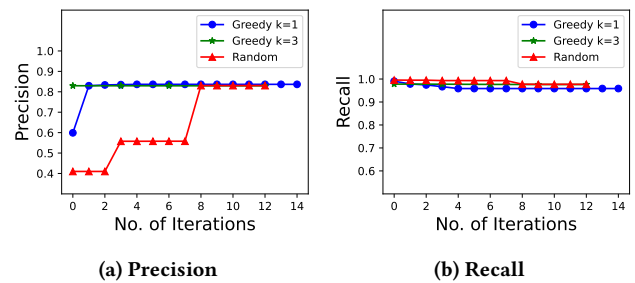 Greedy k=1
Greedy k=3
Random
1.0
0.9
0.8
0.7
0.6
0.5
0.4
Precision
0 2 4 6 8 10 12 14
No. of Iterations
(a) Precision
Greedy k=1
Greedy k=3
Random
1.0
0.9
0.8
0.7
0.6
Recall
0 2 4 6 8 10 12 14
No. of Iterations
(b) Recall